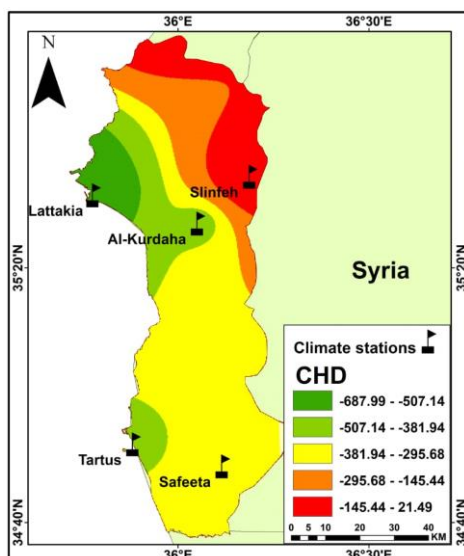 36°0
36°30
N
Slinfeh
Lattakia
Al-Kurdaha
35°20
35°20
Syria
Climate stations
CHD
-687.99 - -507.14
-507.14 - -381.94
-381.94 - -295.68
-295.68 - -145.44
-145.44 - 21.49
Tartus
Safeeta
0 5 10 20 30 40
KM
34°40
34°40
36°0
36°30